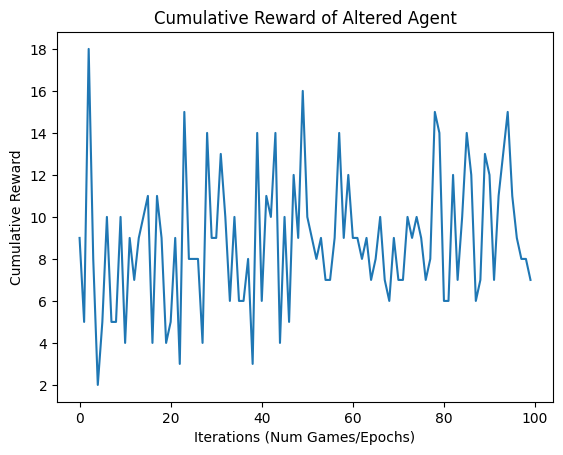 Cumulative Reward of Altered Agent
18
16
14
12
10
8
6
4
2
Cumulative Reward
0 20 40 60 80 100
Iterations (Num Games/Epochs)